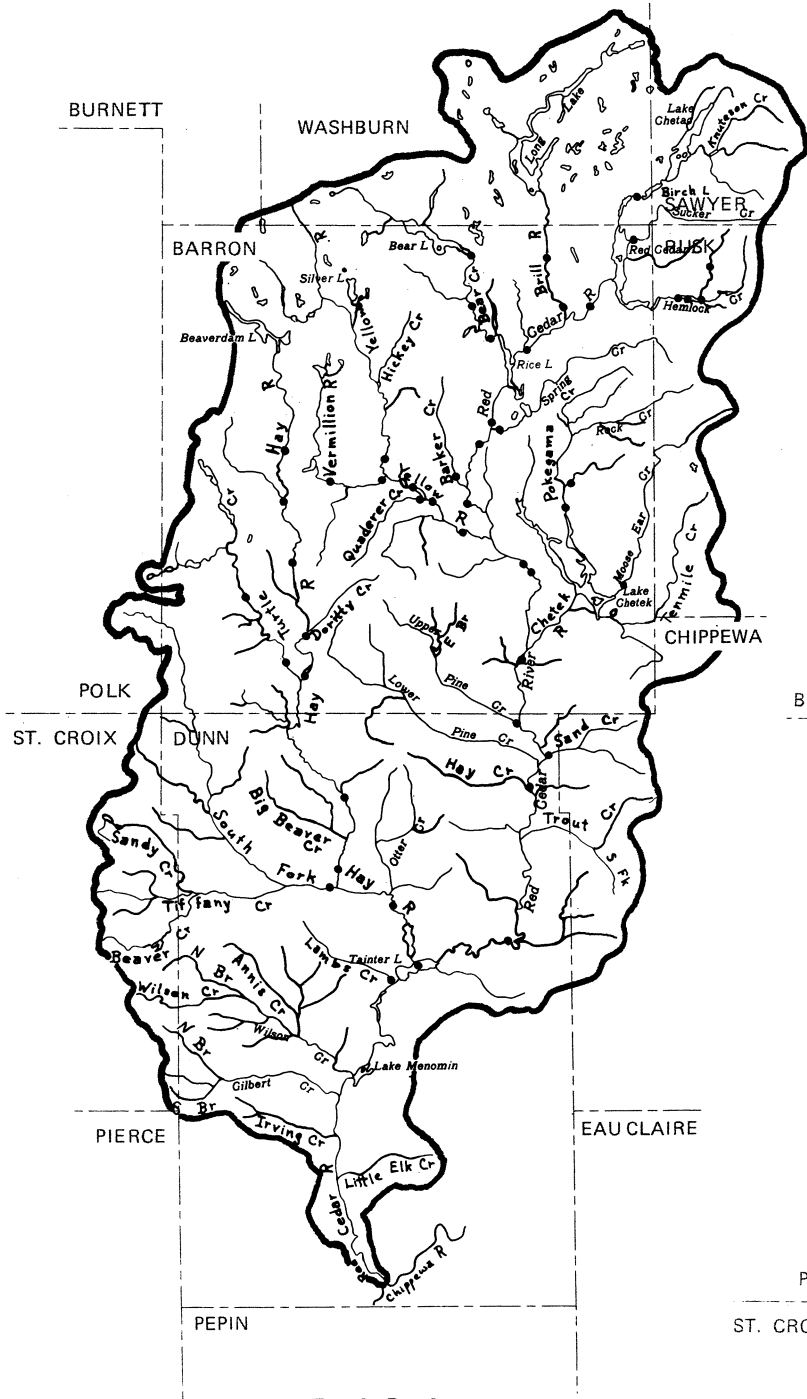 BURNETT
WASHBURN
Long
Lake
Lake
Chetac
Knuteson Cr
Birch L
SAWYER
Sucker Cr
BARRON
R
Bear L
R
Red Cedar L
RUSK
Silver L
Yellow
Bear Cr
Brill
Cedar
R
Hemlock Cr
Beaverdam L
Hickey Cr
Rice L
Spring Cr
R
Vermillion R
Barker Cr
Red
Pokegama Cr
Rock Cr
Hay
Yellow
Quaderer Cr
R
Cr
Moose Ear Cr
Tenmile Cr
Turtle
R
Doritty Cr
Lake
Chetek
Chetek
R
Upper E Br
CHIPPEWA
River
POLK
Hay
Lower
Pine Cr
B
ST. CROIX
DUNN
Pine Cr
Sand Cr
Hay Cr
Cedar
Big Beaver
Cr
Trout Cr
South
Fork
Otter Cr
Sandy Cr
Hay
R
S Fk
Red
Tiffany Cr
Beaver Cr
N Br
Annis Cr
Lambs Cr
Tainter L
Wilson Cr
N Br
Wilson Cr
Lake Menomin
Gilbert Cr
S Br
PIERCE
Irving Cr
EAU CLAIRE
R
Little Elk Cr
Cedar
Red
Chippewa R
P
PEPIN
ST. CRO